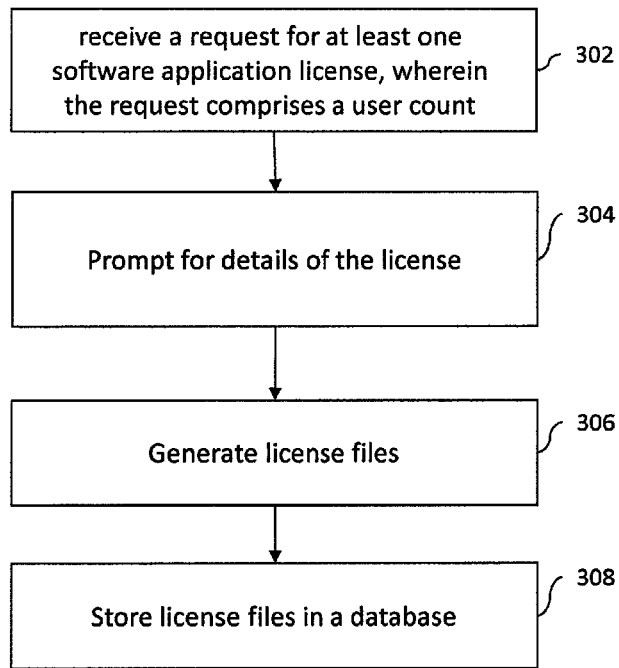 receive a request for at least one
software application license, wherein
the request comprises a user count
302
Prompt for details of the license
304
Generate license files
306
Store license files in a database
308